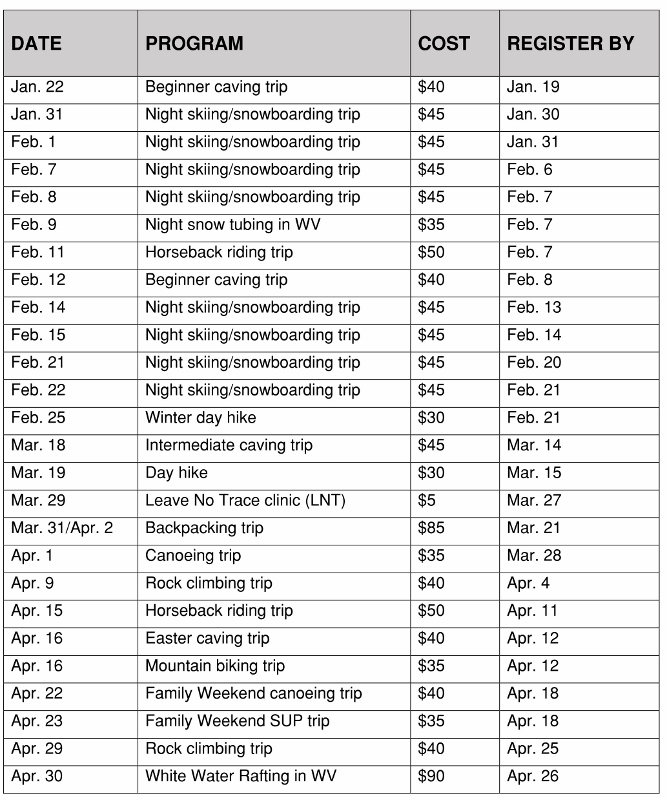 DATE PROGRAM COST REGISTER BY
Jan. 22 Beginner caving trip $40 Jan. 19
Jan. 31 Night skiing/snowboarding trip $45 Jan. 30
Feb. 1 Night skiing/snowboarding trip $45 Jan. 31
Feb. 7 Night skiing/snowboarding trip $45 Feb. 6
Feb. 8 Night skiing/snowboarding trip $45 Feb. 7
Feb. 9 Night snow tubing in WV $35 Feb. 7
Feb. 11 Horseback riding trip $50 Feb. 7
Feb. 12 Beginner caving trip $40 Feb. 8
Feb. 14 Night skiing/snowboarding trip $45 Feb. 13
Feb. 15 Night skiing/snowboarding trip $45 Feb. 14
Feb. 21 Night skiing/snowboarding trip $45 Feb. 20
Feb. 22 Night skiing/snowboarding trip $45 Feb. 21
Feb. 25 Winter day hike $30 Feb. 21
Mar. 18 Intermediate caving trip $45 Mar. 14
Mar. 19 Day hike $30 Mar. 15
Mar. 29 Leave No Trace clinic (LNT) $5 Mar. 27
Mar. 31/Apr. 2 Backpacking trip $85 Mar. 21
Apr. 1 Canoeing trip $35 Mar. 28
Apr. 9 Rock climbing trip $40 Apr. 4
Apr. 15 Horseback riding trip $50 Apr. 11
Apr. 16 Easter caving trip $40 Apr. 12
Apr. 16 Mountain biking trip $35 Apr. 12
Apr. 22 Family Weekend canoeing trip $40 Apr. 18
Apr. 23 Family Weekend SUP trip $35 Apr. 18
Apr. 29 Rock climbing trip $40 Apr. 25
Apr. 30 White Water Rafting in WV $90 Apr. 26